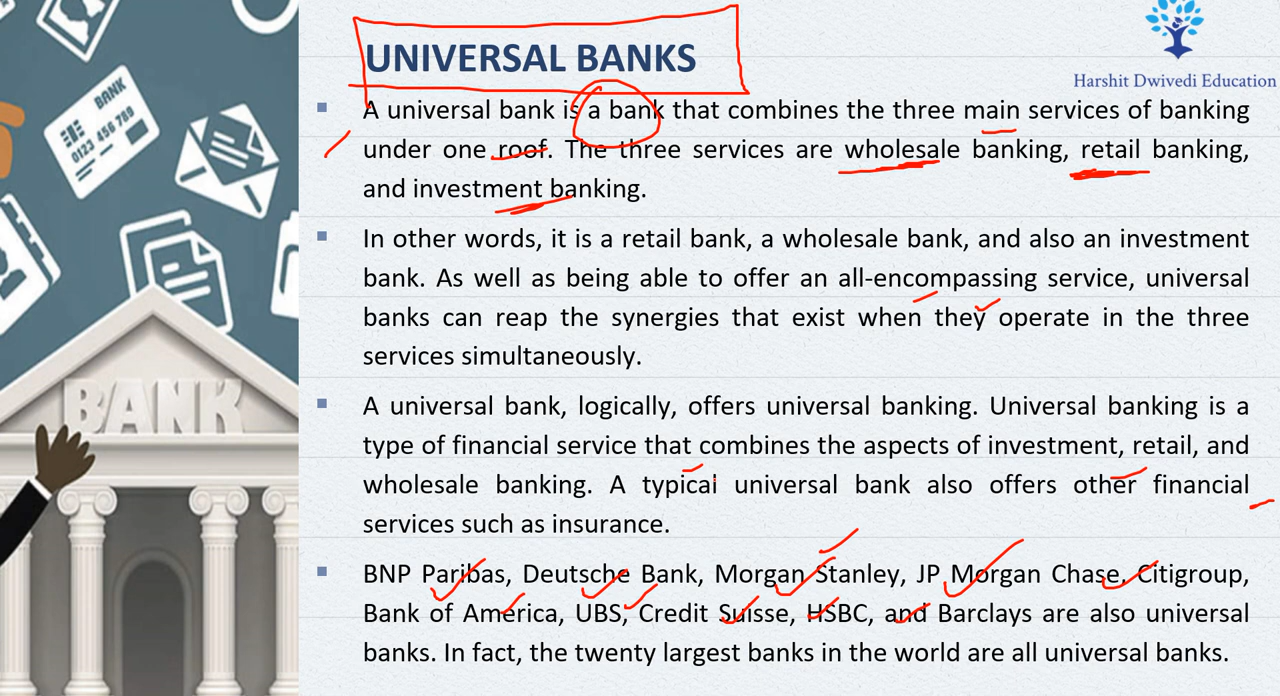 UNIVERSAL BANKS
Harshit Dwivedi Education
BANK
0123 456 789
BANK
A universal bank is a bank that combines the three main services of banking
under one roof. The three services are wholesale banking, retail banking,
and investment banking.
In other words, it is a retail bank, a wholesale bank, and also an investment
bank. As well as being able to offer an all-encompassing service, universal
banks can reap the synergies that exist when they operate in the three
services simultaneously.
A universal bank, logically, offers universal banking. Universal banking is a
type of financial service that combines the aspects of investment, retail, and
wholesale banking. A typical universal bank also offers other financial
services such as insurance.
BNP Paribas, Deutsche Bank, Morgan Stanley, JP Morgan Chase, Citigroup,
Bank of America, UBS, Credit Suisse, HSBC, and Barclays are also universal
banks. In fact, the twenty largest banks in the world are all universal banks.